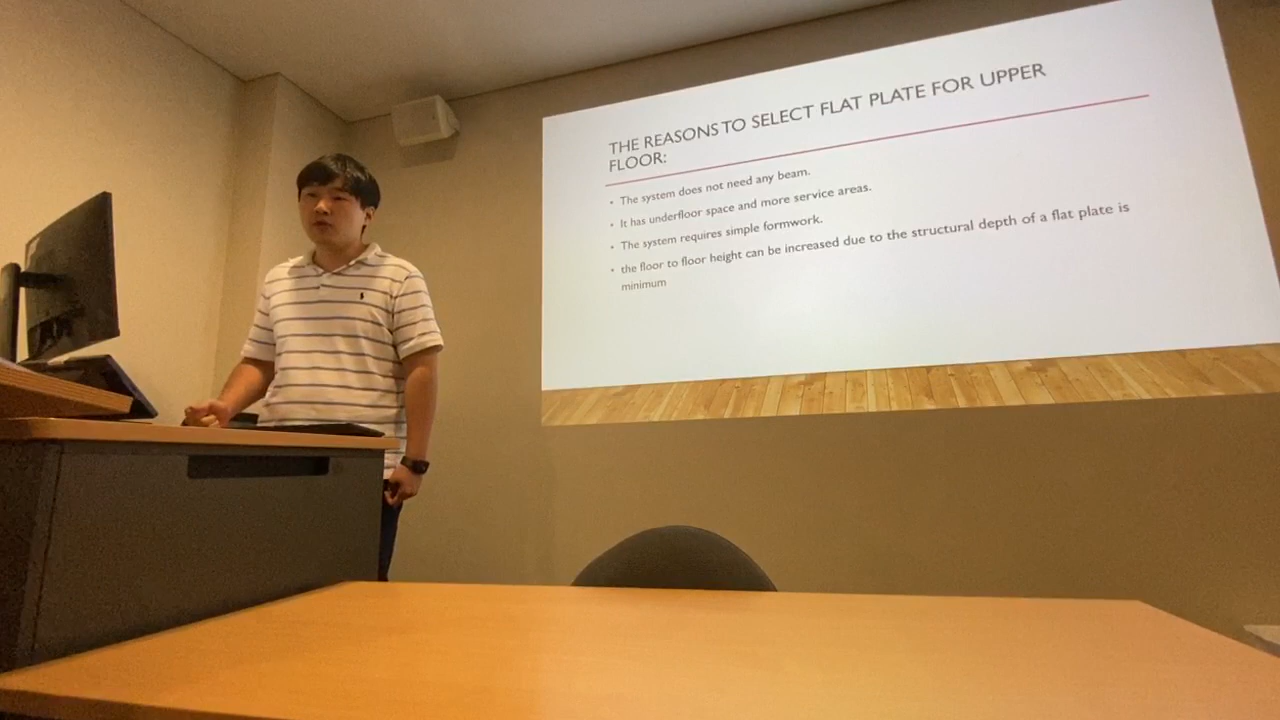 THE REASONS TO SELECT FLAT PLATE FOR UPPER
FLOOR:
• The system does not need any beam.
• It has underfloor space and more service areas.
• The system requires simple formwork.
• the floor to floor height can be increased due to the structural depth of a flat plate is
minimum